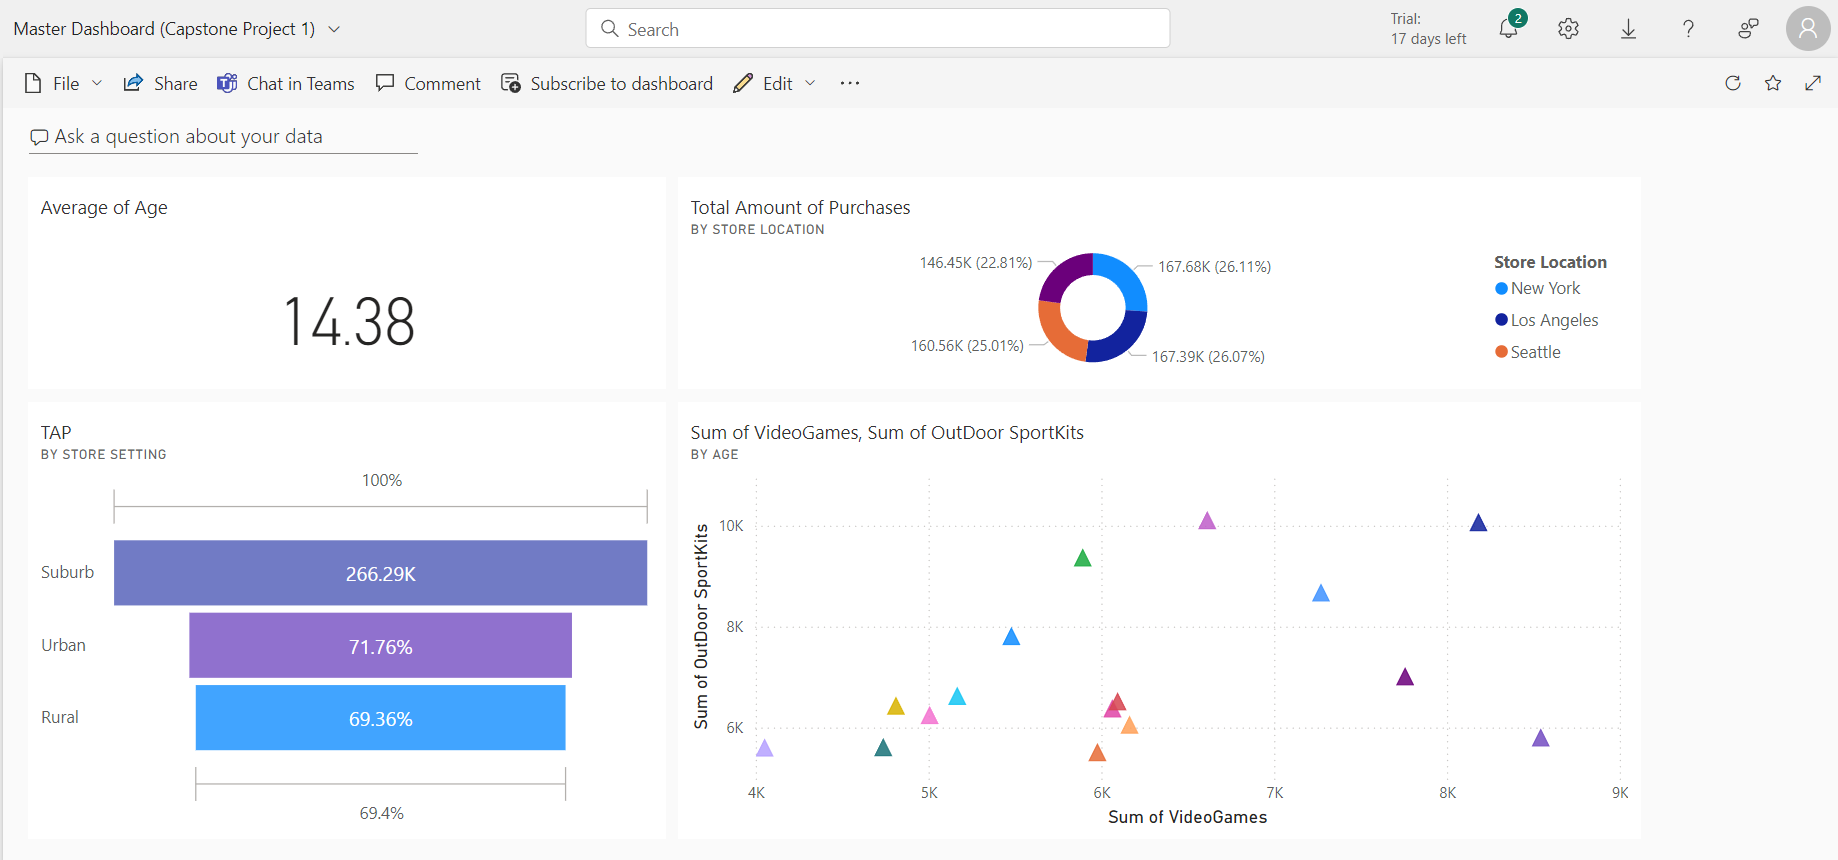 Master Dashboard (Capstone Project 1)
Search
Trial:
17 days left
2
File
Share
Chat in Teams
Comment
Subscribe to dashboard
Edit
Ask a question about your data
Average of Age
14.38
Total Amount of Purchases
BY STORE LOCATION
146.45K (22.81%)
167.68K (26.11%)
160.56K (25.01%)
167.39K (26.07%)
Store Location
New York
Los Angeles
Seattle
TAP
BY STORE SETTING
100%
Suburb
266.29K
Urban
71.76%
Rural
69.36%
69.4%
Sum of VideoGames, Sum of OutDoor SportKits
BY AGE
Sum of OutDoor SportKits
10K
8K
6K
4K 5K 6K 7K 8K 9K
Sum of VideoGames